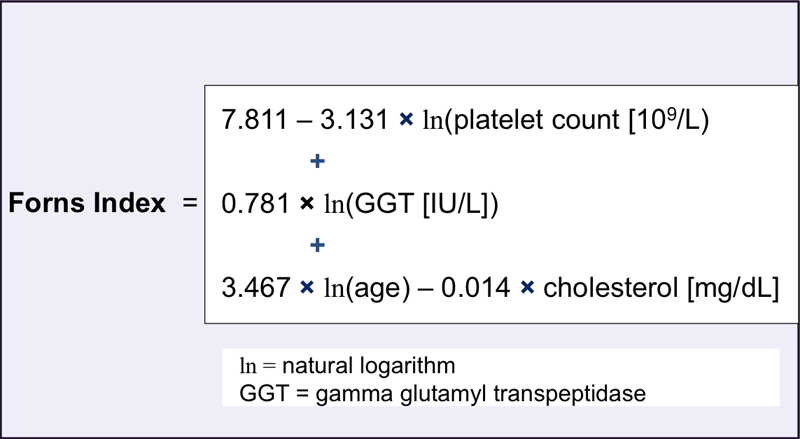 7.811 – 3.131 × ln(platelet count [10⁹/L)
+
Forns Index = 0.781 × ln(GGT [IU/L])
+
3.467 × ln(age) – 0.014 × cholesterol [mg/dL]
ln = natural logarithm
GGT = gamma glutamyl transpeptidase